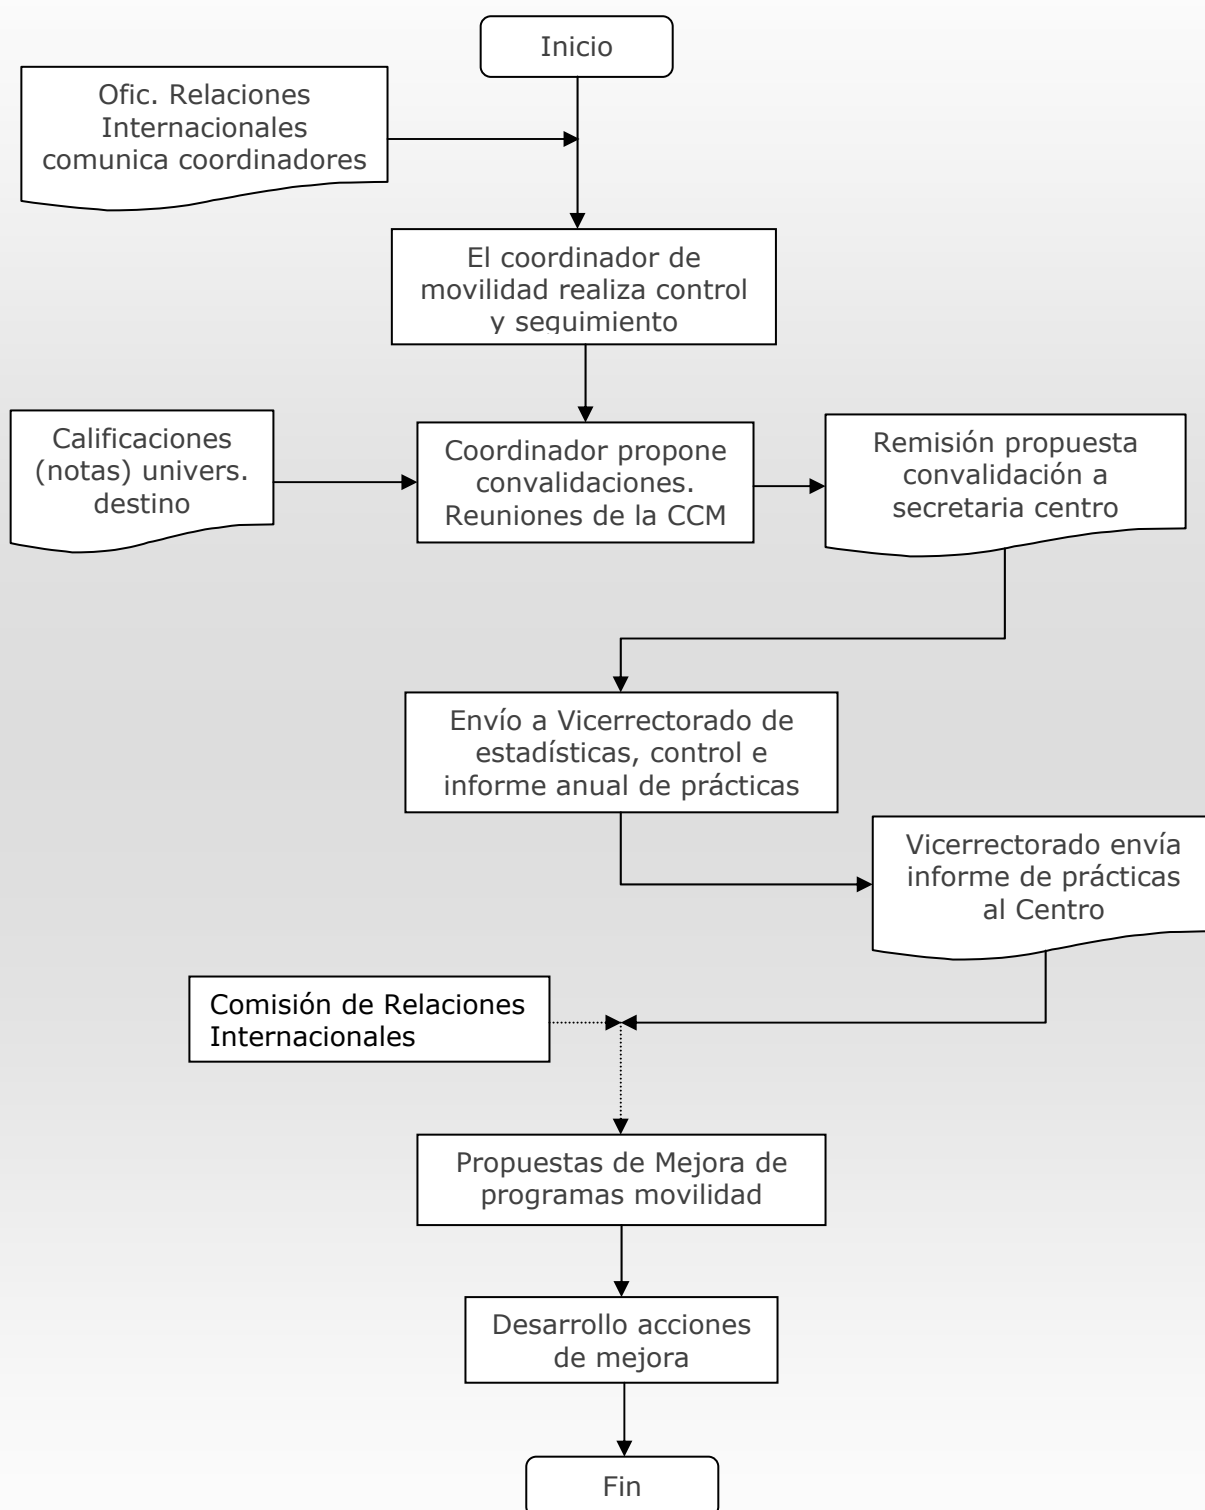 Inicio
Ofic. Relaciones
Internacionales
comunica coordinadores
El coordinador de
movilidad realiza control
y seguimiento
Calificaciones
(notas) univers.
destino
Coordinador propone
convalidaciones.
Reuniones de la CCM
Remisión propuesta
convalidación a
secretaria centro
Envío a Vicerrectorado de
estadísticas, control e
informe anual de prácticas
Vicerrectorado envía
informe de prácticas
al Centro
Comisión de Relaciones
Internacionales
Propuestas de Mejora de
programas movilidad
Desarrollo acciones
de mejora
Fin